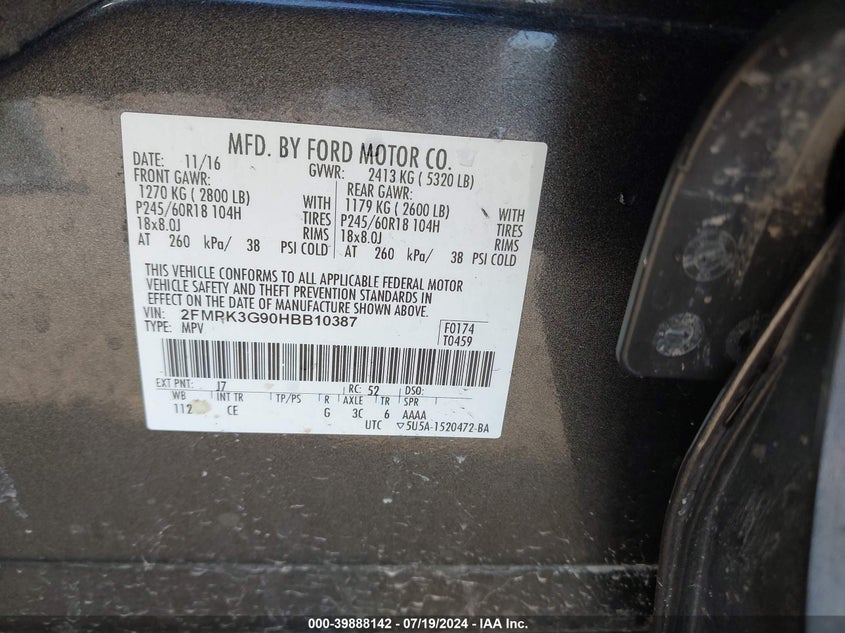 MFD. BY FORD MOTOR CO.
DATE: 11/16 GVWR: 2413 KG ( 5320 LB)
FRONT GAWR: REAR GAWR:
1270 KG ( 2800 LB) WITH 1179 KG ( 2600 LB) WITH
P245/60R18 104H TIRES P245/60R18 104H TIRES
18x8.0J RIMS 18x8.0J RIMS
AT 260 kPa/ 38 PSI COLD AT 260 kPa/ 38 PSI COLD
THIS VEHICLE CONFORMS TO ALL APPLICABLE FEDERAL MOTOR
VEHICLE SAFETY AND THEFT PREVENTION STANDARDS IN
EFFECT ON THE DATE OF MANUFACTURE SHOWN ABOVE.
VIN: 2FMPK3G90HBB10387
TYPE: MPV F0174
T0459
EXT PNT: J7 RC: 52 DSO:
WB INT TR TP/PS R AXLE TR SPR
112 CE G 3C 6 AAAA
UTC ▽5U5A-1520472-BA
000-39888142 - 07/19/2024 - IAA Inc.